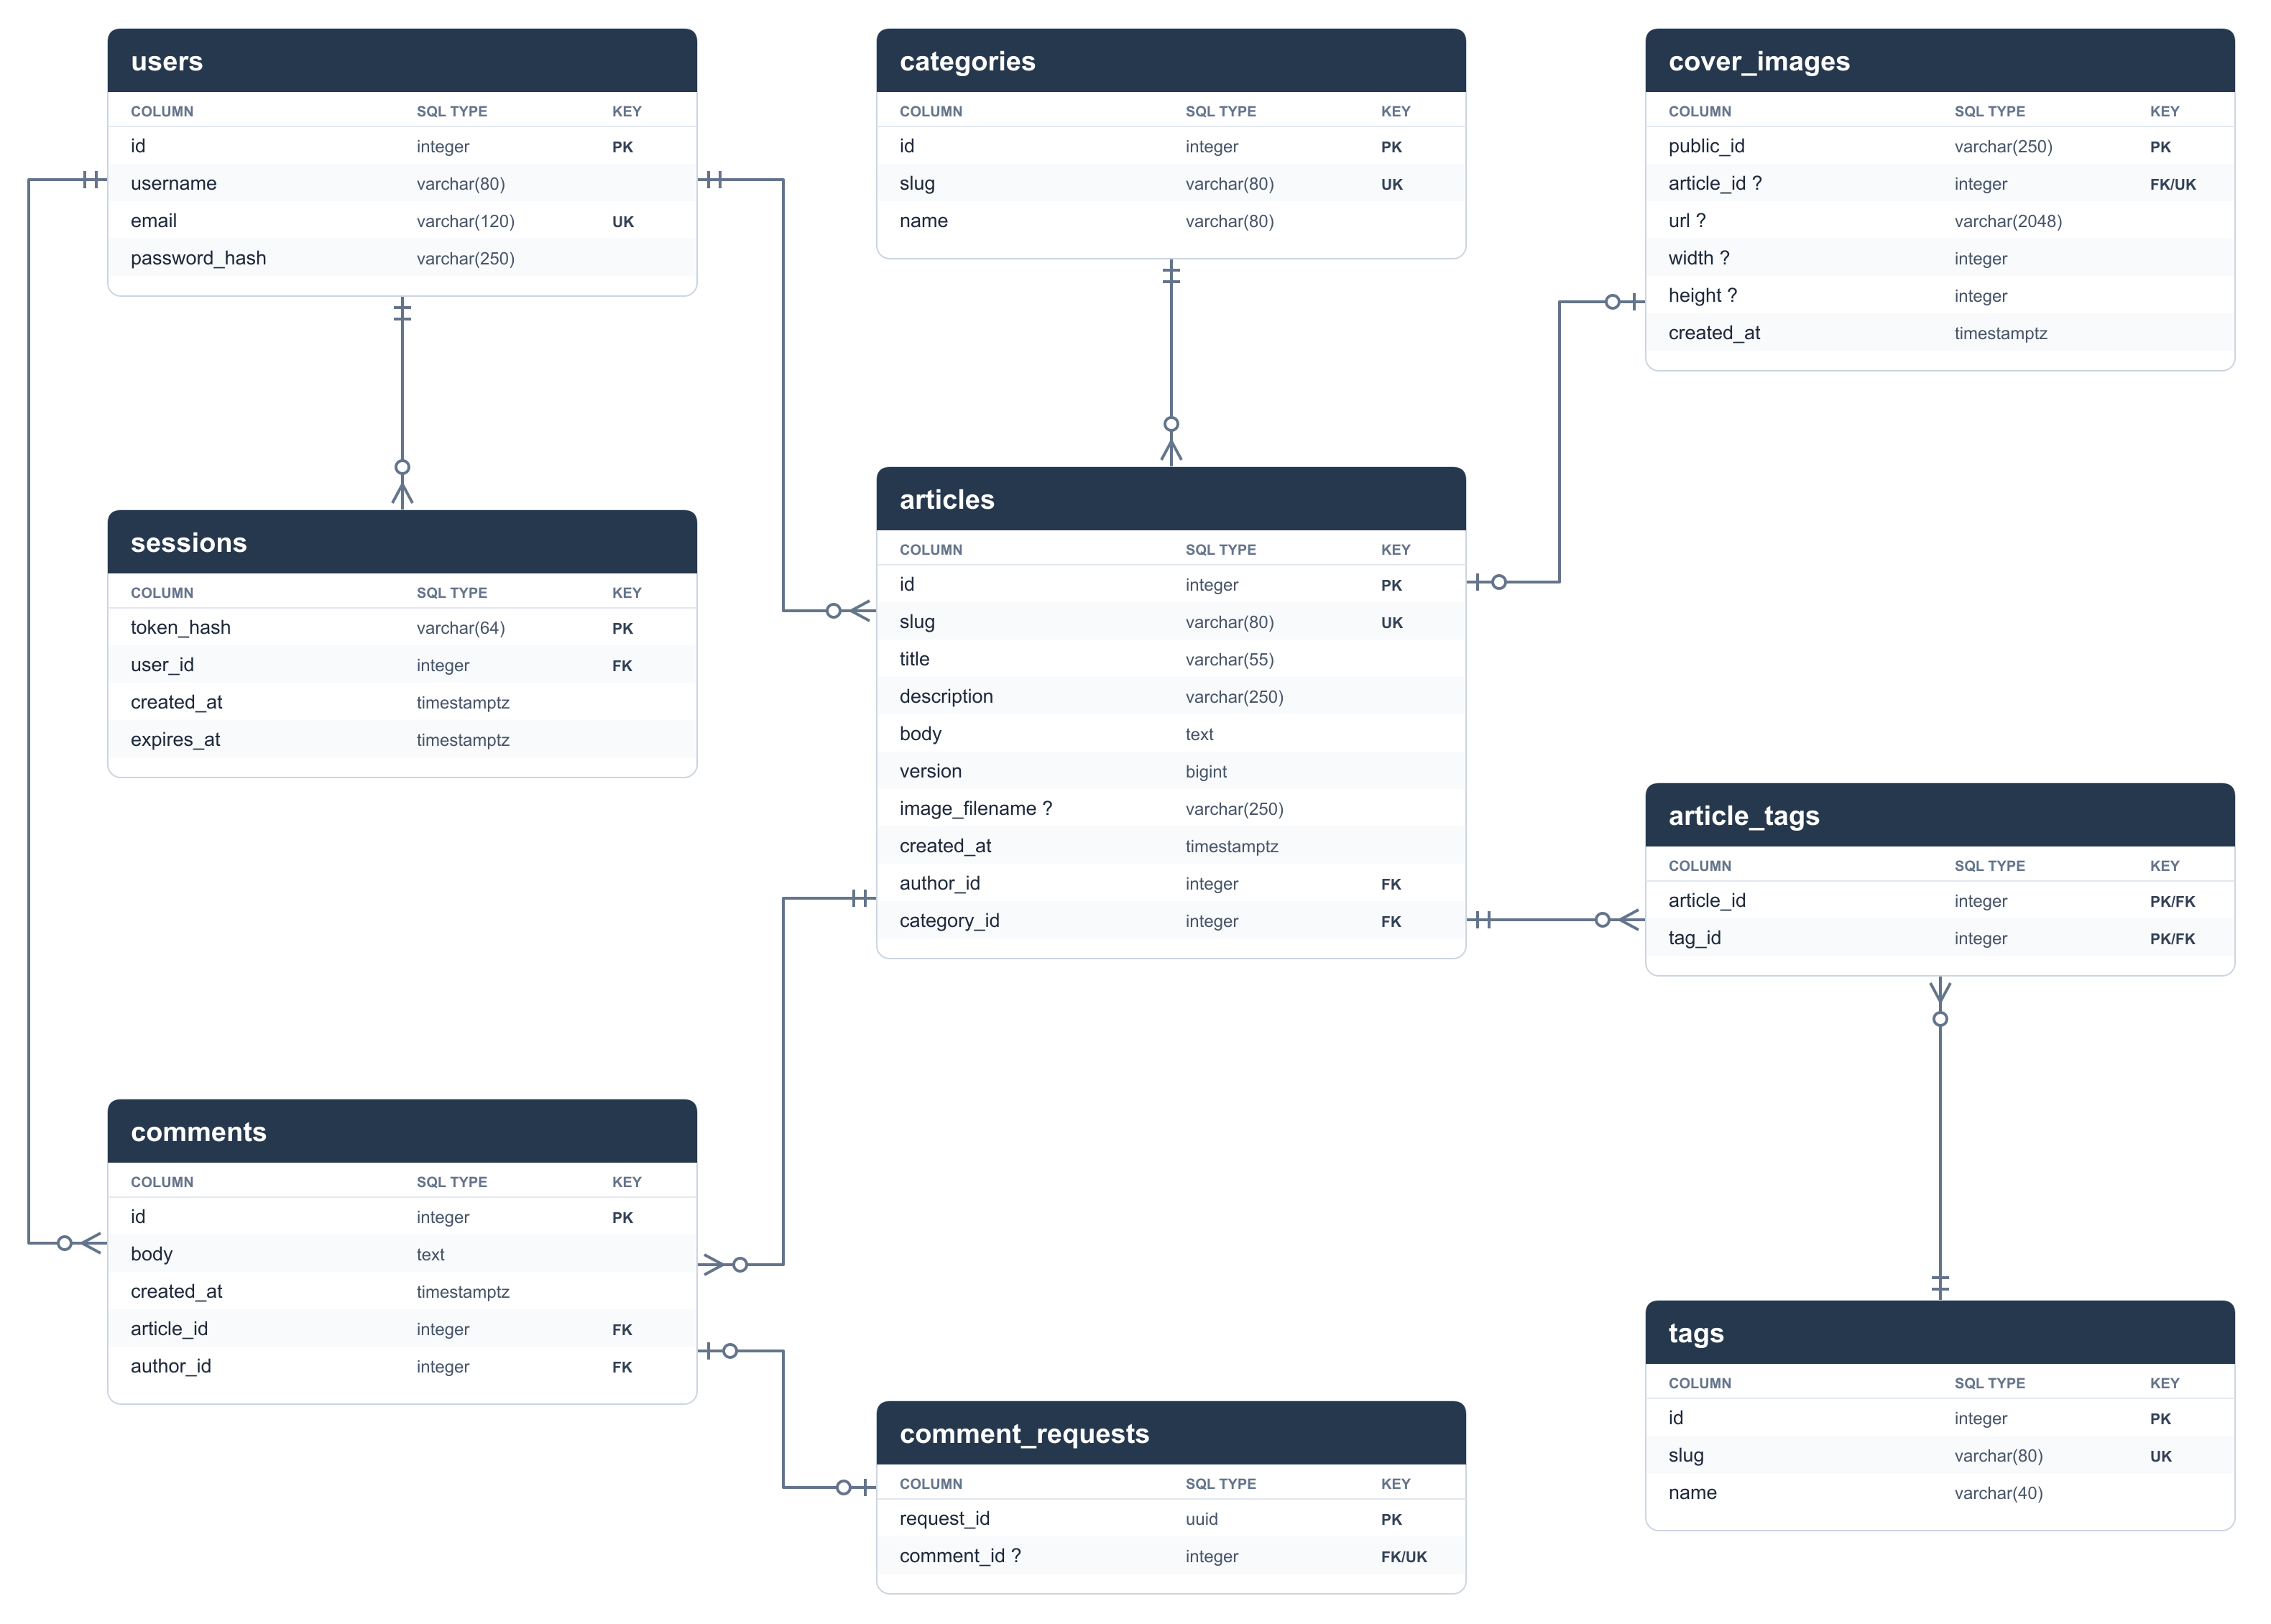 users
COLUMN SQL TYPE KEY
id integer PK
username varchar(80)
email varchar(120) UK
password_hash varchar(250)
categories
COLUMN SQL TYPE KEY
id integer PK
slug varchar(80) UK
name varchar(80)
cover_images
COLUMN SQL TYPE KEY
public_id varchar(250) PK
article_id ? integer FK/UK
url ? varchar(2048)
width ? integer
height ? integer
created_at timestamptz
sessions
COLUMN SQL TYPE KEY
token_hash varchar(64) PK
user_id integer FK
created_at timestamptz
expires_at timestamptz
articles
COLUMN SQL TYPE KEY
id integer PK
slug varchar(80) UK
title varchar(55)
description varchar(250)
body text
version bigint
image_filename ? varchar(250)
created_at timestamptz
author_id integer FK
category_id integer FK
article_tags
COLUMN SQL TYPE KEY
article_id integer PK/FK
tag_id integer PK/FK
comments
COLUMN SQL TYPE KEY
id integer PK
body text
created_at timestamptz
article_id integer FK
author_id integer FK
comment_requests
COLUMN SQL TYPE KEY
request_id uuid PK
comment_id ? integer FK/UK
tags
COLUMN SQL TYPE KEY
id integer PK
slug varchar(80) UK
name varchar(40)